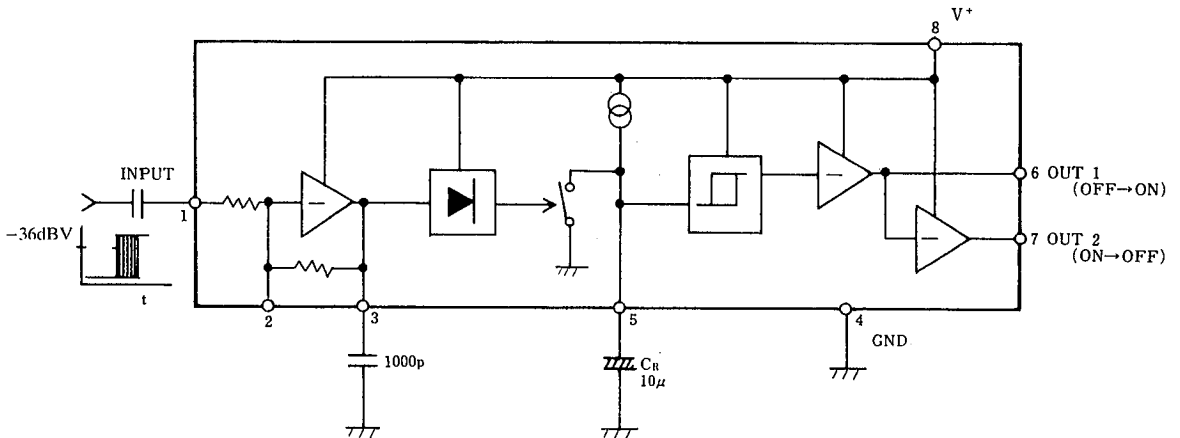 8 V⁺
INPUT
1
−36dBV
t
2
3
5
4
GND
1000p
C_R
10μ
6 OUT 1
(OFF→ON)
7 OUT 2
(ON→OFF)